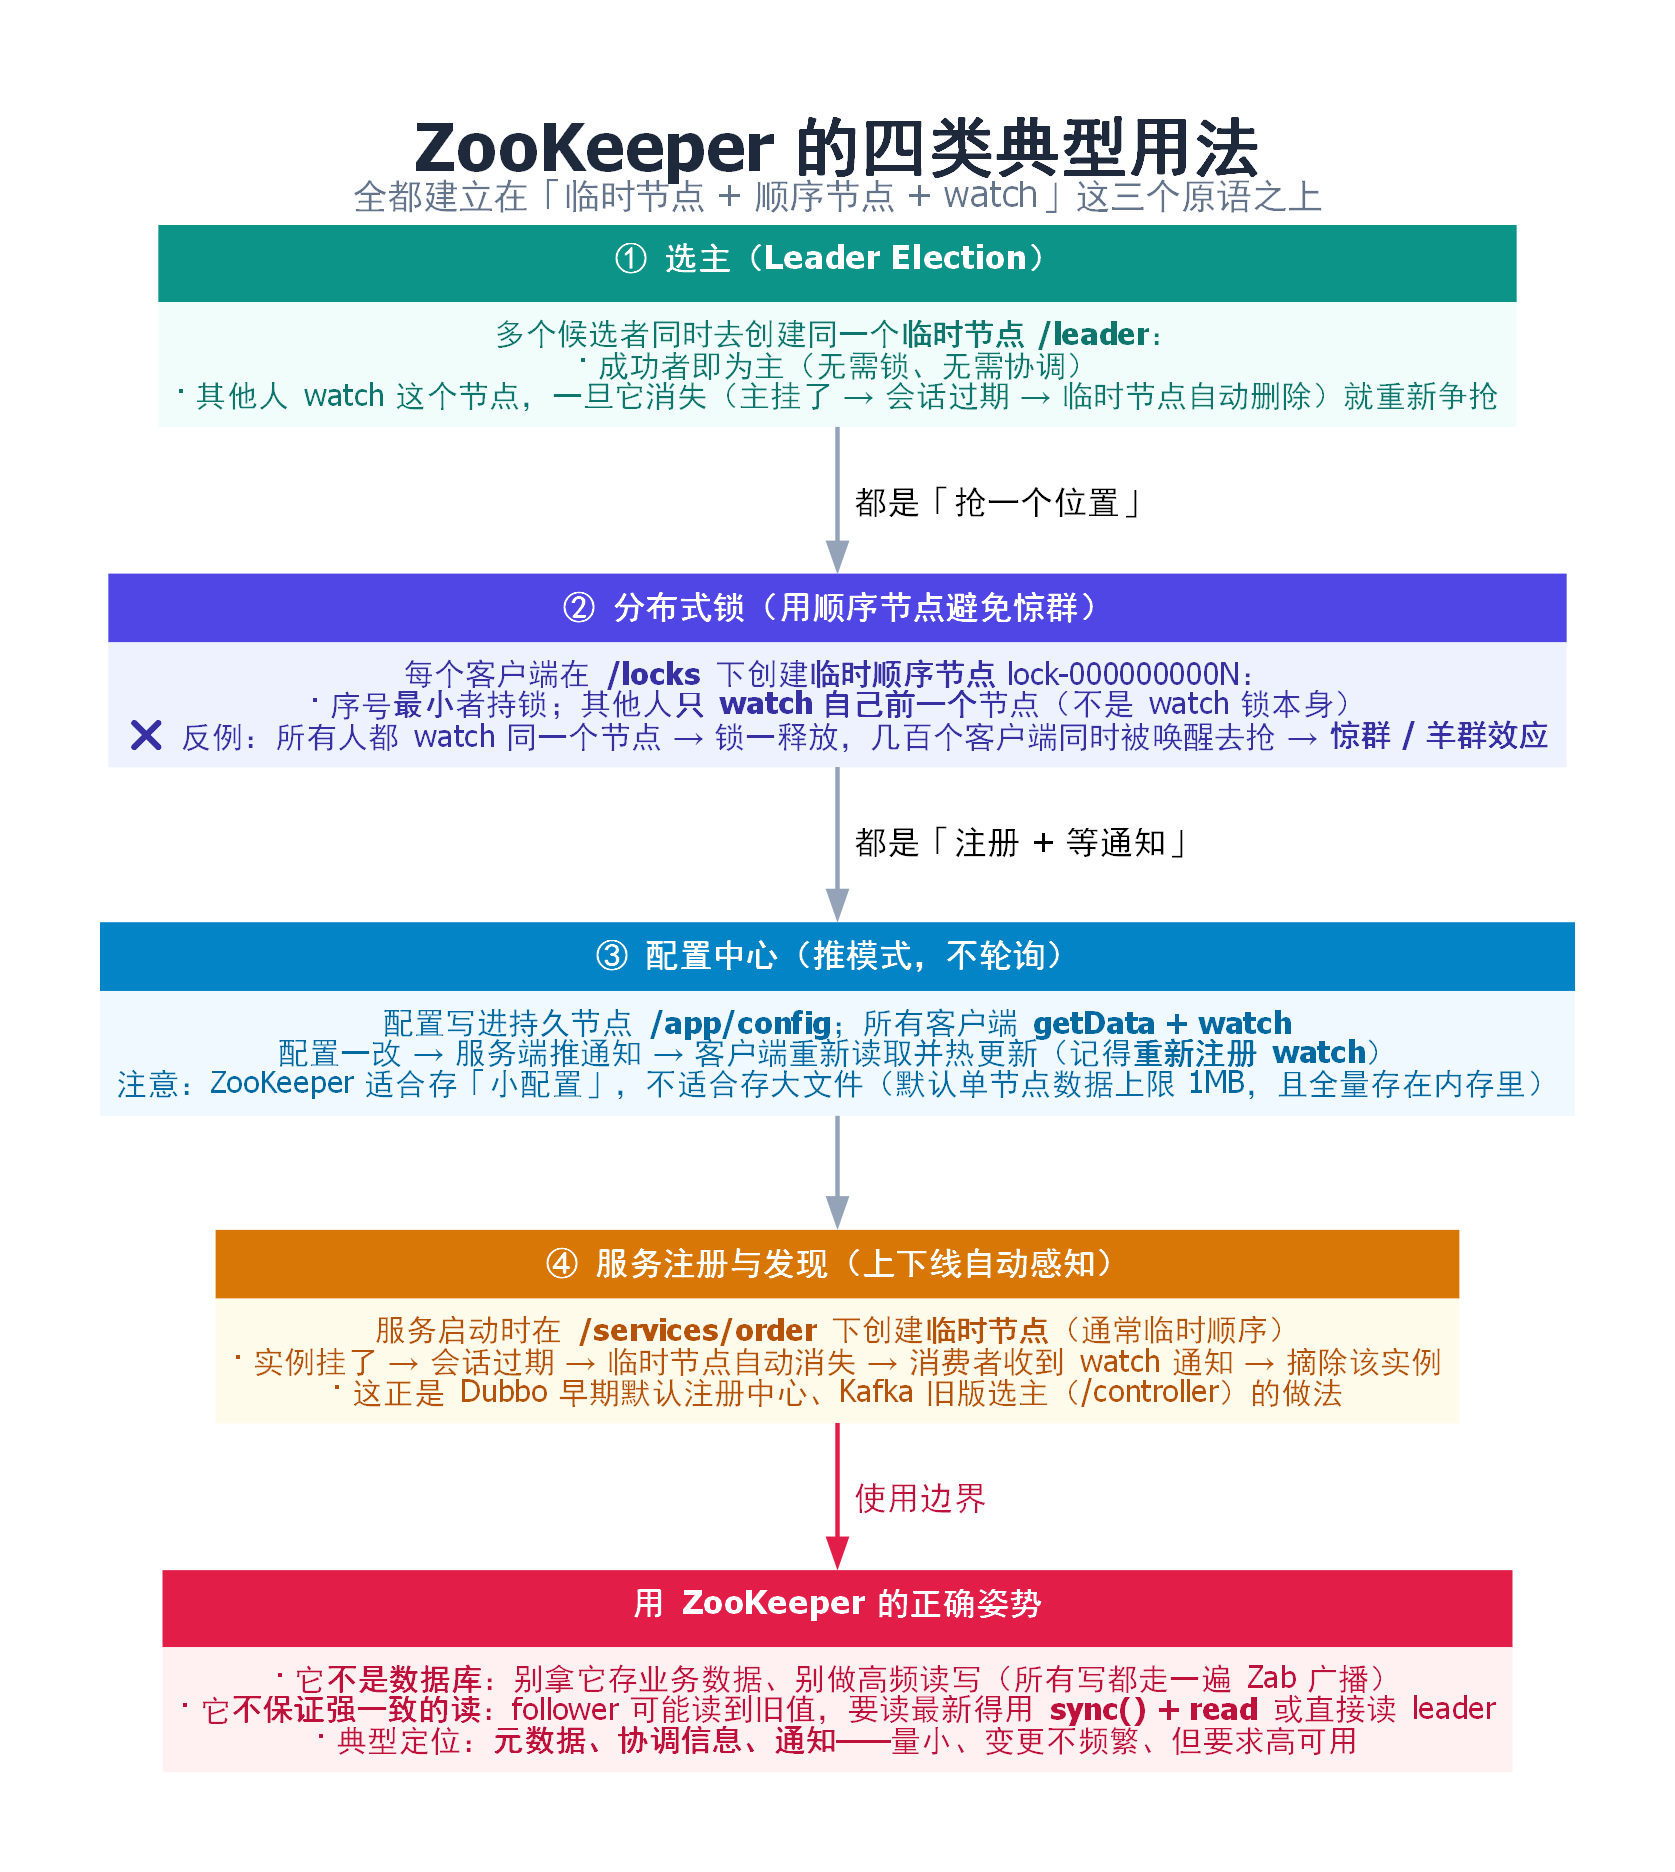 ZooKeeper 的四类典型用法
全都建立在「临时节点 + 顺序节点 + watch」这三个原语之上
① 选主（Leader Election）
多个候选者同时去创建同一个临时节点 /leader：
· 成功者即为主（无需锁、无需协调）
· 其他人 watch 这个节点，一旦它消失（主挂了 → 会话过期 → 临时节点自动删除）就重新争抢
都是「抢一个位置」
② 分布式锁（用顺序节点避免惊群）
每个客户端在 /locks 下创建临时顺序节点 lock-000000000N：
· 序号最小者持锁；其他人只 watch 自己前一个节点（不是 watch 锁本身）
❌ 反例：所有人都 watch 同一个节点 → 锁一释放，几百个客户端同时被唤醒去抢 → 惊群 / 羊群效应
都是「注册 + 等通知」
③ 配置中心（推模式，不轮询）
配置写进持久节点 /app/config；所有客户端 getData + watch
配置一改 → 服务端推通知 → 客户端重新读取并热更新（记得重新注册 watch）
注意：ZooKeeper 适合存「小配置」，不适合存大文件（默认单节点数据上限 1MB，且全量存在内存里）
④ 服务注册与发现（上下线自动感知）
服务启动时在 /services/order 下创建临时节点（通常临时顺序）
· 实例挂了 → 会话过期 → 临时节点自动消失 → 消费者收到 watch 通知 → 摘除该实例
· 这正是 Dubbo 早期默认注册中心、Kafka 旧版选主（/controller）的做法
使用边界
用 ZooKeeper 的正确姿势
· 它不是数据库：别拿它存业务数据、别做高频读写（所有写都走一遍 Zab 广播）
· 它不保证强一致的读：follower 可能读到旧值，要读最新得用 sync() + read 或直接读 leader
· 典型定位：元数据、协调信息、通知——量小、变更不频繁、但要求高可用